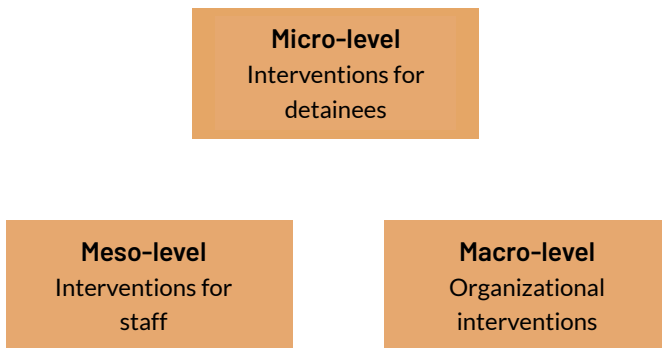 Micro-level
Interventions for
detainees
Meso-level
Interventions for
staff
Macro-level
Organizational
interventions